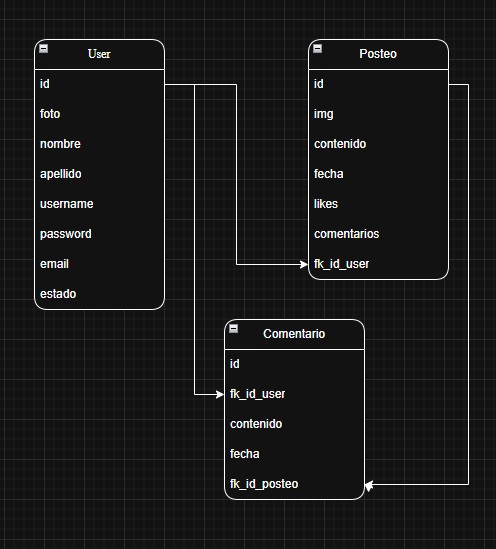 User
id
foto
nombre
apellido
username
password
email
estado
Posteo
id
img
contenido
fecha
likes
comentarios
fk_id_user
Comentario
id
fk_id_user
contenido
fecha
fk_id_posteo